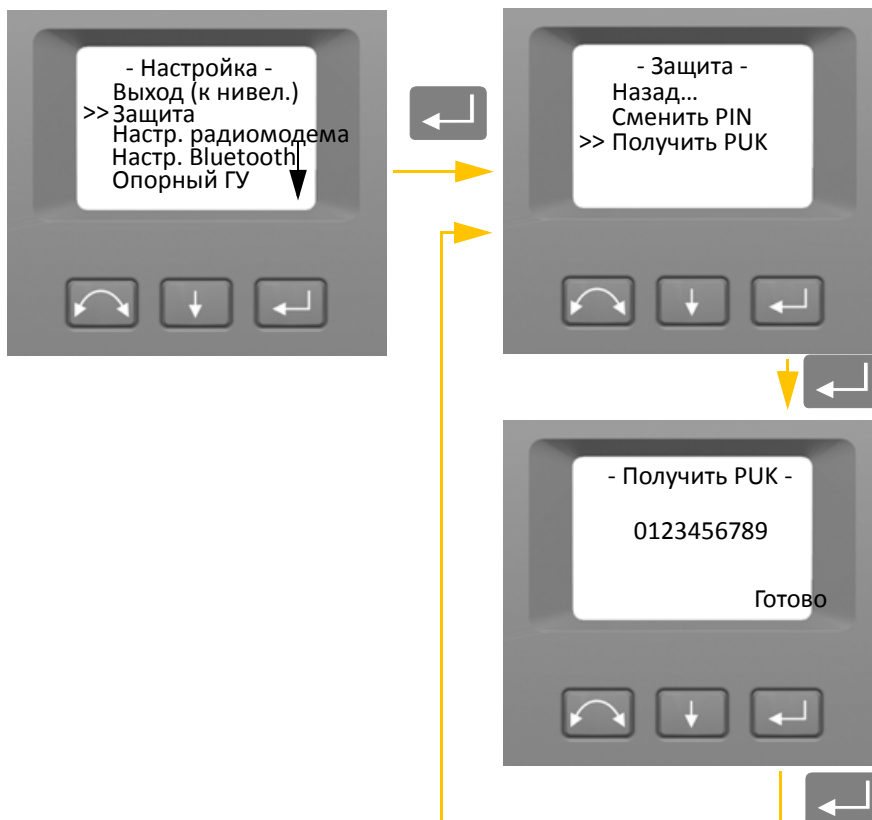 - Настройка -
Выход (к нивел.)
>> Защита
Настр. радиомодема
Настр. Bluetooth
Опорный ГУ
- Защита -
Назад...
Сменить PIN
>> Получить PUK
- Получить PUK -
0123456789
Готово